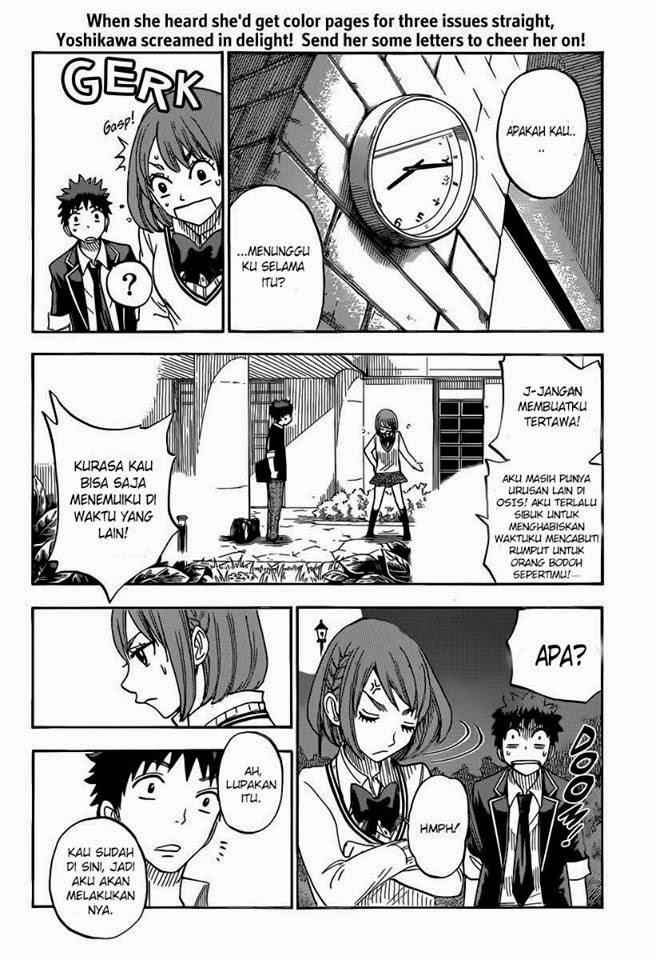 When she heard she'd get color pages for three issues straight,
Yoshikawa screamed in delight!  Send her some letters to cheer her on!
APAKAH KAU..
..
...MENUNGGU
KU SELAMA
ITU?
GERK
Gasp!
?
J-JANGAN
MEMBUATKU
TERTAWA!
AKU MASIH PUNYA
URUSAN LAIN DI
OSIS! AKU TERLALU
SIBUK UNTUK
MENGHABISKAN
WAKTUKU MENCABUTI
RUMPUT UNTUK
ORANG BODOH
SEPERTIMU!—
KURASA KAU
BISA SAJA
MENEMUIKU DI
WAKTU YANG
LAIN!
APA?
DOOM!!
HMPH!
AH,
LUPAKAN
ITU.
KAU SUDAH
DI SINI, JADI
AKU AKAN
MELAKUKAN
NYA.